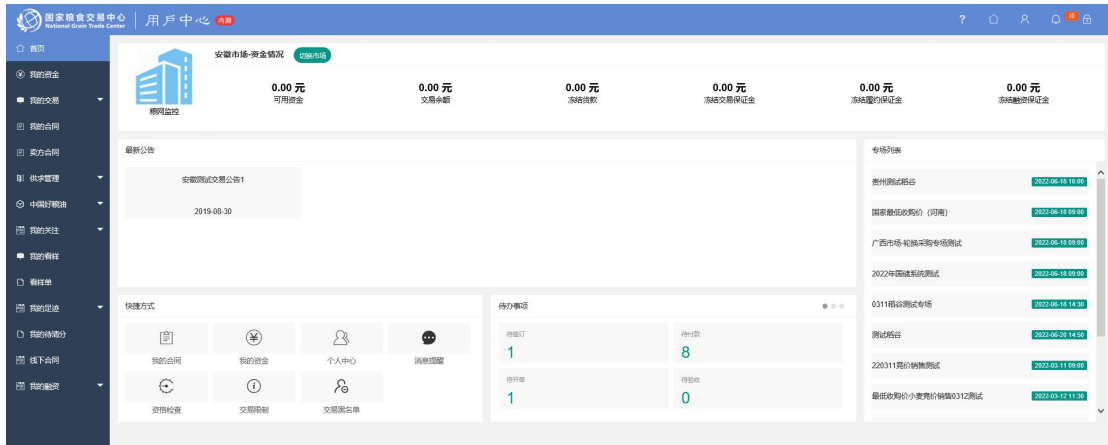 国家粮食交易中心
National Grain Trade Center
用户中心 内测
? 10
首页
我的资金
我的交易
我的合同
卖方合同
供求管理
中国好粮油
我的关注
我的看样
看样单
我的足迹
我的待清分
线下合同
我的融资
安徽市场-资金情况 切换市场
粮网监控
0.00 元
可用资金
0.00 元
交易余额
0.00 元
冻结货款
0.00 元
冻结交易保证金
0.00 元
冻结履约保证金
0.00 元
冻结融资保证金
最新公告
安徽测试交易公告1
2019-08-30
专场列表
贵州测试稻谷 2022-06-18 10:00
国家最低收购价（河南） 2022-06-18 09:00
广西市场-轮换采购专场测试 2022-06-18 09:00
2022年国储系统测试 2022-06-18 09:00
0311稻谷测试专场 2022-06-18 14:30
测试稻谷 2022-06-20 14:50
220311竞价销售测试 2022-03-11 09:00
最低收购价小麦竞价销售0312测试 2022-03-12 11:30
快捷方式
我的合同
我的资金
个人中心
消息提醒
资格检查
交易限制
交易黑名单
待办事项
待签订
1
待付款
8
待开单
1
待验收
0